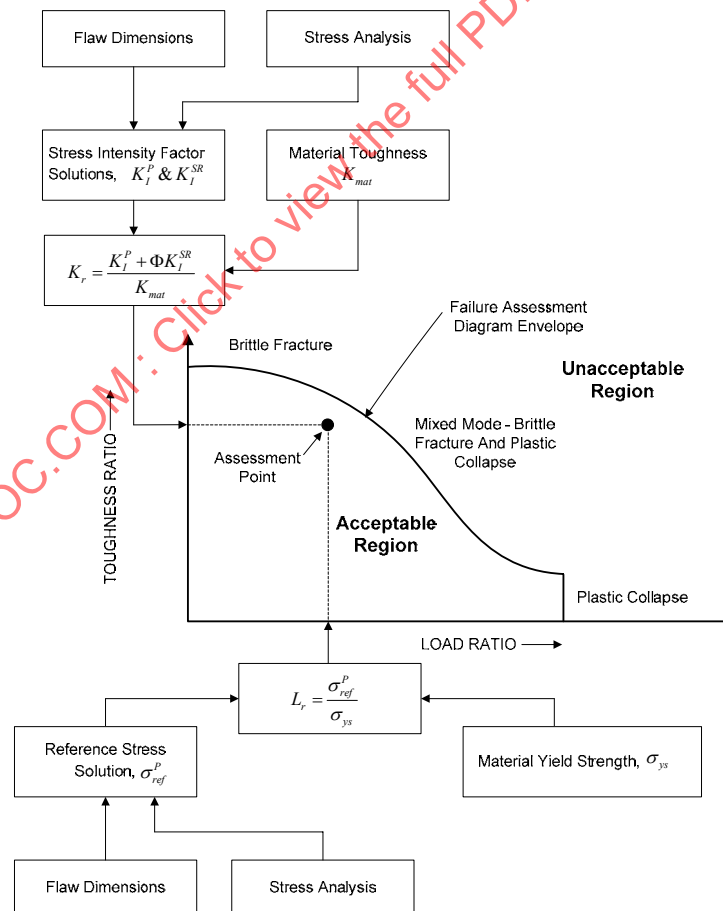 Flaw Dimensions
Stress Analysis
Stress Intensity Factor
Solutions, K_I^P & K_I^SR
Material Toughness
K_mat
K_r = (K_I^P + ΦK_I^SR) / K_mat
Failure Assessment
Diagram Envelope
Brittle Fracture
Unacceptable
Region
Mixed Mode - Brittle
Fracture And Plastic
Collapse
Assessment
Point
TOUGHNESS RATIO
Acceptable
Region
Plastic Collapse
LOAD RATIO
L_r = σ_ref^P / σ_ys
Reference Stress
Solution, σ_ref^P
Material Yield Strength, σ_ys
Flaw Dimensions
Stress Analysis
OC.COM : Click to view the full PD